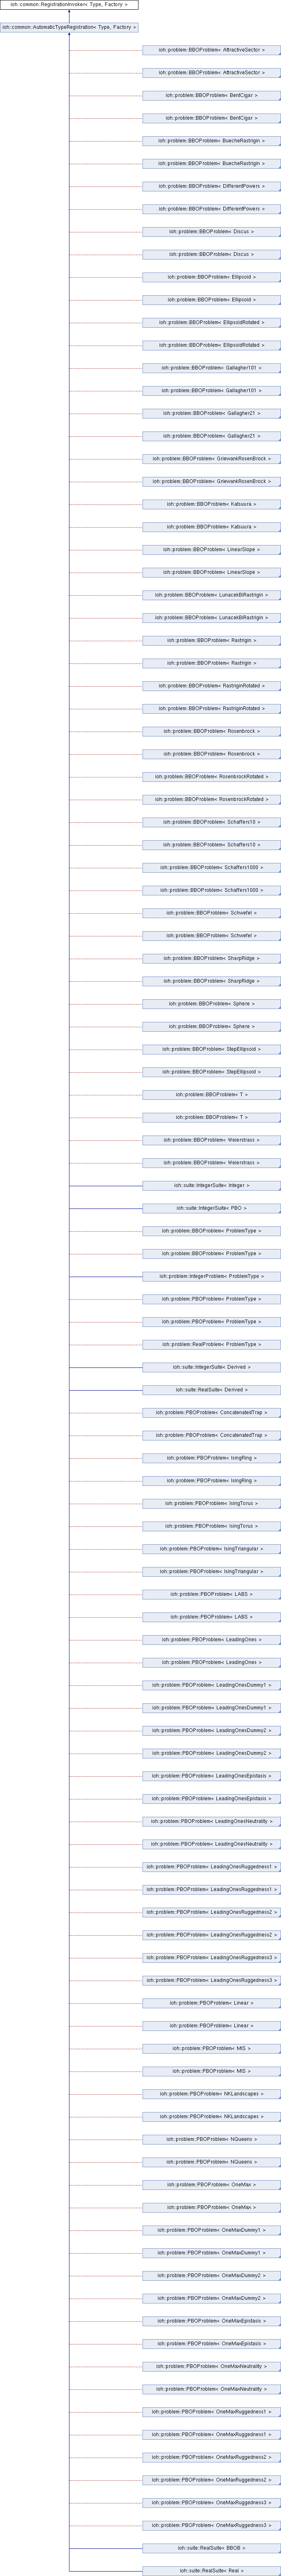 ioh::common::RegistrationInvoker< Type, Factory >
ioh::common::AutomaticTypeRegistration< Type, Factory >
ioh::problem::BBOProblem< AttractiveSector >
ioh::problem::BBOProblem< AttractiveSector >
ioh::problem::BBOProblem< BentCigar >
ioh::problem::BBOProblem< BentCigar >
ioh::problem::BBOProblem< BuecheRastrigin >
ioh::problem::BBOProblem< BuecheRastrigin >
ioh::problem::BBOProblem< DifferentPowers >
ioh::problem::BBOProblem< DifferentPowers >
ioh::problem::BBOProblem< Discus >
ioh::problem::BBOProblem< Discus >
ioh::problem::BBOProblem< Ellipsoid >
ioh::problem::BBOProblem< Ellipsoid >
ioh::problem::BBOProblem< EllipsoidRotated >
ioh::problem::BBOProblem< EllipsoidRotated >
ioh::problem::BBOProblem< Gallagher101 >
ioh::problem::BBOProblem< Gallagher101 >
ioh::problem::BBOProblem< Gallagher21 >
ioh::problem::BBOProblem< Gallagher21 >
ioh::problem::BBOProblem< GriewankRosenBrock >
ioh::problem::BBOProblem< GriewankRosenBrock >
ioh::problem::BBOProblem< Katsuura >
ioh::problem::BBOProblem< Katsuura >
ioh::problem::BBOProblem< LinearSlope >
ioh::problem::BBOProblem< LinearSlope >
ioh::problem::BBOProblem< LunacekBiRastrigin >
ioh::problem::BBOProblem< LunacekBiRastrigin >
ioh::problem::BBOProblem< Rastrigin >
ioh::problem::BBOProblem< Rastrigin >
ioh::problem::BBOProblem< RastriginRotated >
ioh::problem::BBOProblem< RastriginRotated >
ioh::problem::BBOProblem< Rosenbrock >
ioh::problem::BBOProblem< Rosenbrock >
ioh::problem::BBOProblem< RosenbrockRotated >
ioh::problem::BBOProblem< RosenbrockRotated >
ioh::problem::BBOProblem< Schaffers10 >
ioh::problem::BBOProblem< Schaffers10 >
ioh::problem::BBOProblem< Schaffers1000 >
ioh::problem::BBOProblem< Schaffers1000 >
ioh::problem::BBOProblem< Schwefel >
ioh::problem::BBOProblem< Schwefel >
ioh::problem::BBOProblem< SharpRidge >
ioh::problem::BBOProblem< SharpRidge >
ioh::problem::BBOProblem< Sphere >
ioh::problem::BBOProblem< Sphere >
ioh::problem::BBOProblem< StepEllipsoid >
ioh::problem::BBOProblem< StepEllipsoid >
ioh::problem::BBOProblem< T >
ioh::problem::BBOProblem< T >
ioh::problem::BBOProblem< Weierstrass >
ioh::problem::BBOProblem< Weierstrass >
ioh::suite::IntegerSuite< Integer >
ioh::suite::IntegerSuite< PBO >
ioh::problem::BBOProblem< ProblemType >
ioh::problem::BBOProblem< ProblemType >
ioh::problem::IntegerProblem< ProblemType >
ioh::problem::PBOProblem< ProblemType >
ioh::problem::PBOProblem< ProblemType >
ioh::problem::RealProblem< ProblemType >
ioh::suite::IntegerSuite< Derived >
ioh::suite::RealSuite< Derived >
ioh::problem::PBOProblem< ConcatenatedTrap >
ioh::problem::PBOProblem< ConcatenatedTrap >
ioh::problem::PBOProblem< IsingRing >
ioh::problem::PBOProblem< IsingRing >
ioh::problem::PBOProblem< IsingTorus >
ioh::problem::PBOProblem< IsingTorus >
ioh::problem::PBOProblem< IsingTriangular >
ioh::problem::PBOProblem< IsingTriangular >
ioh::problem::PBOProblem< LABS >
ioh::problem::PBOProblem< LABS >
ioh::problem::PBOProblem< LeadingOnes >
ioh::problem::PBOProblem< LeadingOnes >
ioh::problem::PBOProblem< LeadingOnesDummy1 >
ioh::problem::PBOProblem< LeadingOnesDummy1 >
ioh::problem::PBOProblem< LeadingOnesDummy2 >
ioh::problem::PBOProblem< LeadingOnesDummy2 >
ioh::problem::PBOProblem< LeadingOnesEpistasis >
ioh::problem::PBOProblem< LeadingOnesEpistasis >
ioh::problem::PBOProblem< LeadingOnesNeutrality >
ioh::problem::PBOProblem< LeadingOnesNeutrality >
ioh::problem::PBOProblem< LeadingOnesRuggedness1 >
ioh::problem::PBOProblem< LeadingOnesRuggedness1 >
ioh::problem::PBOProblem< LeadingOnesRuggedness2 >
ioh::problem::PBOProblem< LeadingOnesRuggedness2 >
ioh::problem::PBOProblem< LeadingOnesRuggedness3 >
ioh::problem::PBOProblem< LeadingOnesRuggedness3 >
ioh::problem::PBOProblem< Linear >
ioh::problem::PBOProblem< Linear >
ioh::problem::PBOProblem< MIS >
ioh::problem::PBOProblem< MIS >
ioh::problem::PBOProblem< NKLandscapes >
ioh::problem::PBOProblem< NKLandscapes >
ioh::problem::PBOProblem< NQueens >
ioh::problem::PBOProblem< NQueens >
ioh::problem::PBOProblem< OneMax >
ioh::problem::PBOProblem< OneMax >
ioh::problem::PBOProblem< OneMaxDummy1 >
ioh::problem::PBOProblem< OneMaxDummy1 >
ioh::problem::PBOProblem< OneMaxDummy2 >
ioh::problem::PBOProblem< OneMaxDummy2 >
ioh::problem::PBOProblem< OneMaxEpistasis >
ioh::problem::PBOProblem< OneMaxEpistasis >
ioh::problem::PBOProblem< OneMaxNeutrality >
ioh::problem::PBOProblem< OneMaxNeutrality >
ioh::problem::PBOProblem< OneMaxRuggedness1 >
ioh::problem::PBOProblem< OneMaxRuggedness1 >
ioh::problem::PBOProblem< OneMaxRuggedness2 >
ioh::problem::PBOProblem< OneMaxRuggedness2 >
ioh::problem::PBOProblem< OneMaxRuggedness3 >
ioh::problem::PBOProblem< OneMaxRuggedness3 >
ioh::suite::RealSuite< BBOB >
ioh::suite::RealSuite< Real >